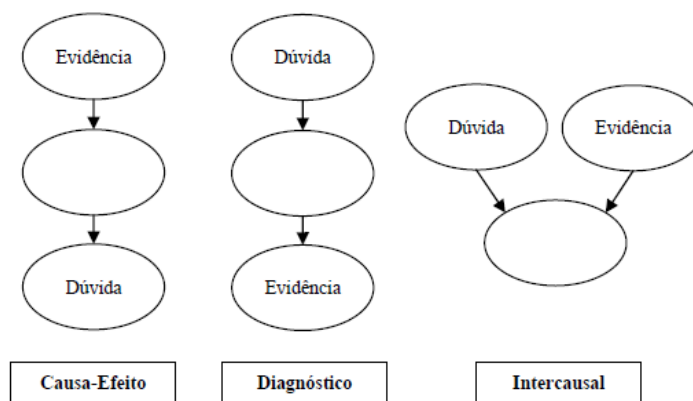 Evidência
Dúvida
Dúvida
Evidência
Dúvida
Evidência
Causa-Efeito
Diagnóstico
Intercausal